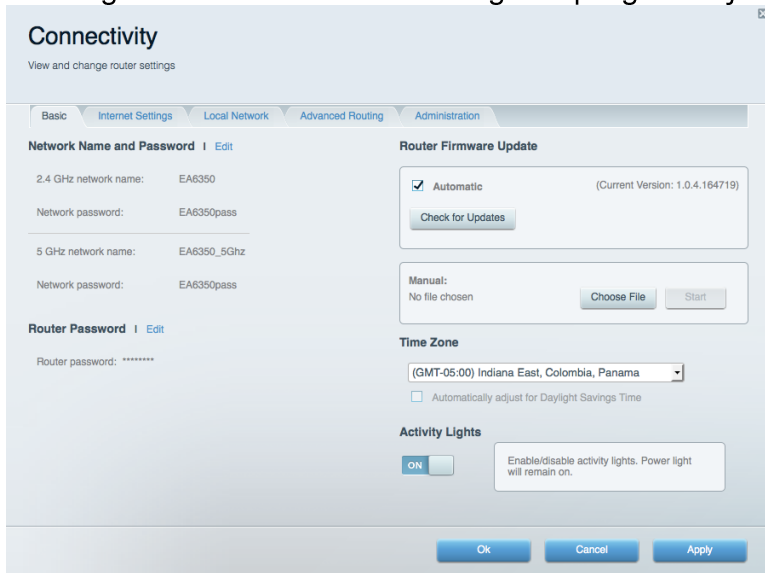 Connectivity
View and change router settings
Basic Internet Settings Local Network Advanced Routing Administration
Network Name and Password | Edit
2.4 GHz network name: EA6350
Network password: EA6350pass
5 GHz network name: EA6350_5Ghz
Network password: EA6350pass
Router Password | Edit
Router password: ********
Router Firmware Update
Automatic (Current Version: 1.0.4.164719)
Check for Updates
Manual:
No file chosen Choose File Start
Time Zone
(GMT-05:00) Indiana East, Colombia, Panama
Automatically adjust for Daylight Savings Time
Activity Lights
ON
Enable/disable activity lights. Power light
will remain on.
Ok Cancel Apply